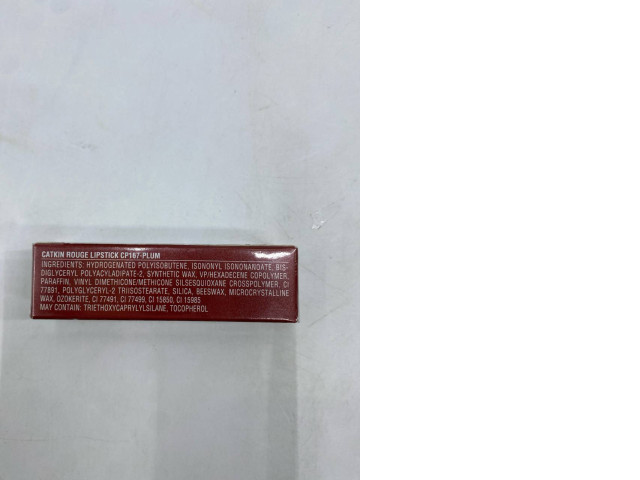 CATKIN ROUGE LIPSTICK CP167-PLUM
INGREDIENTS: HYDROGENATED POLYISOBUTENE, ISONONYL ISONONANOATE, BIS-
DIGLYCERYL POLYACYLADIPATE-2, SYNTHETIC WAX, VP/HEXADECENE COPOLYMER,
PARAFFIN, VINYL DIMETHICONE/METHICONE SILSESQUIOXANE CROSSPOLYMER, CI
77891, POLYGLYCERYL-2 TRIISOSTEARATE, SILICA, BEESWAX, MICROCRYSTALLINE
WAX, OZOKERITE, CI 77491, CI 77499, CI 15850, CI 15985
MAY CONTAIN: TRIETHOXYCAPRYLYLSILANE, TOCOPHEROL